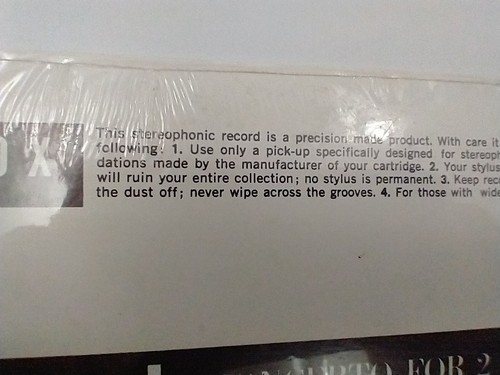 OX
This stereophonic record is a precision made product. With care it
following: 1. Use only a pick-up specifically designed for stereoph
dations made by the manufacturer of your cartridge. 2. Your stylus
will ruin your entire collection; no stylus is permanent. 3. Keep rec
the dust off; never wipe across the grooves. 4. For those with wide
CONCERTO FOR 2